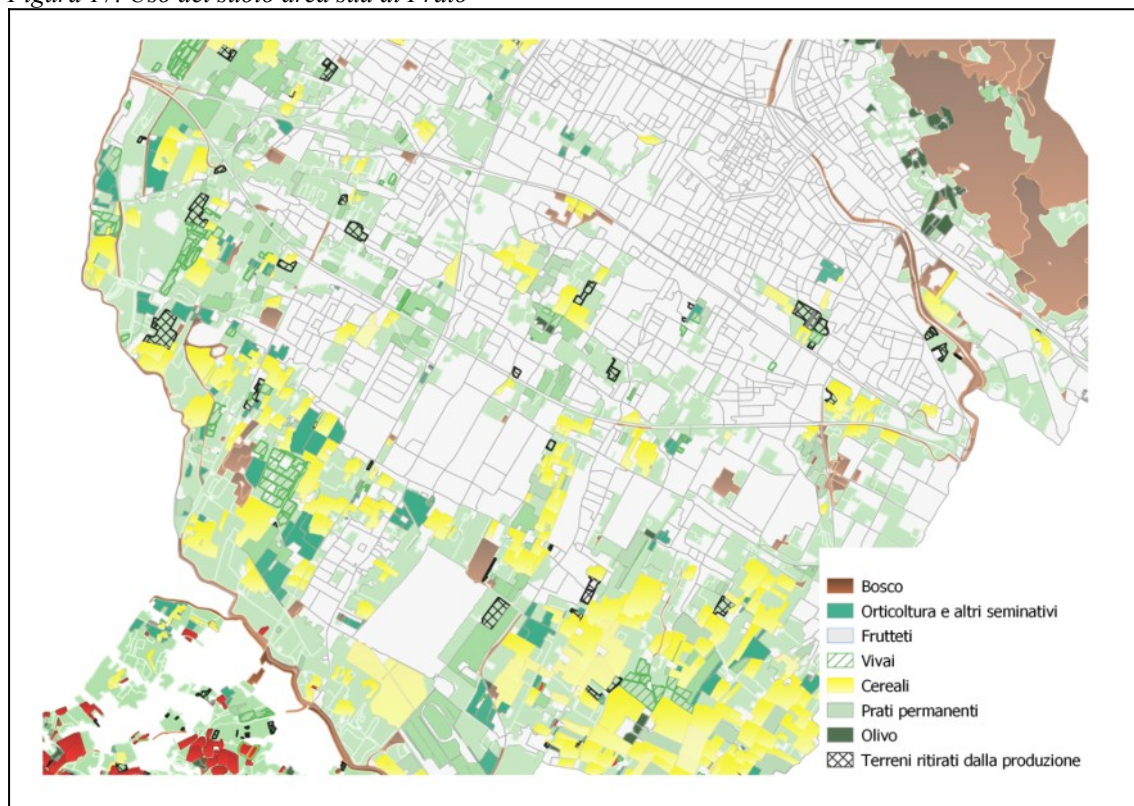 Figura 17: Uso del suolo area sud di Prato
Bosco
Orticoltura e altri seminativi
Frutteti
Vivai
Cereali
Prati permanenti
Olivo
Terreni ritirati dalla produzione